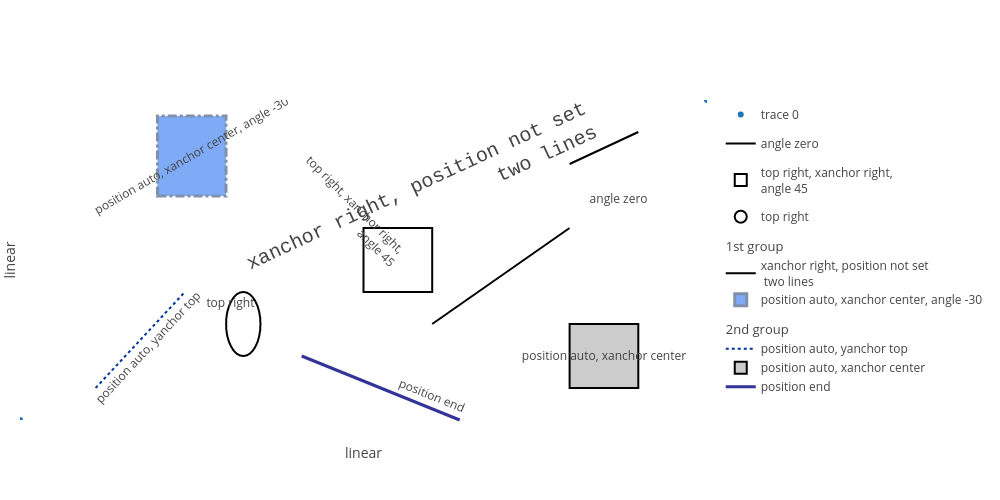 position auto, xanchor center, angle -30
top right, xanchor right,
angle 45
xanchor right, position not set
two lines
angle zero
linear
top right
position auto, yanchor top
position auto, xanchor center
position end
linear
trace 0
angle zero
top right, xanchor right,
angle 45
top right
1st group
xanchor right, position not set
two lines
position auto, xanchor center, angle -30
2nd group
position auto, yanchor top
position auto, xanchor center
position end